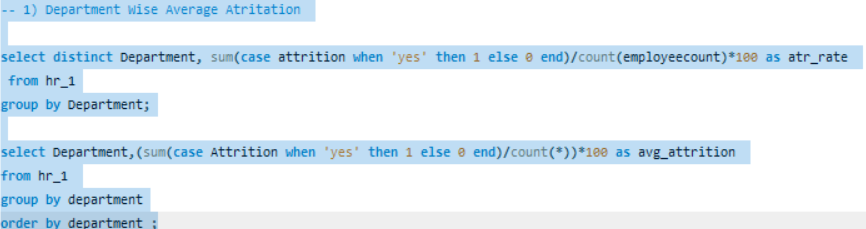 -- 1) Department Wise Average Atritation
select distinct Department, sum(case attrition when 'yes' then 1 else 0 end)/count(employeecount)*100 as atr_rate
from hr_1
group by Department;
select Department,(sum(case Attrition when 'yes' then 1 else 0 end)/count(*))*100 as avg_attrition
from hr_1
group by department
order by department ;